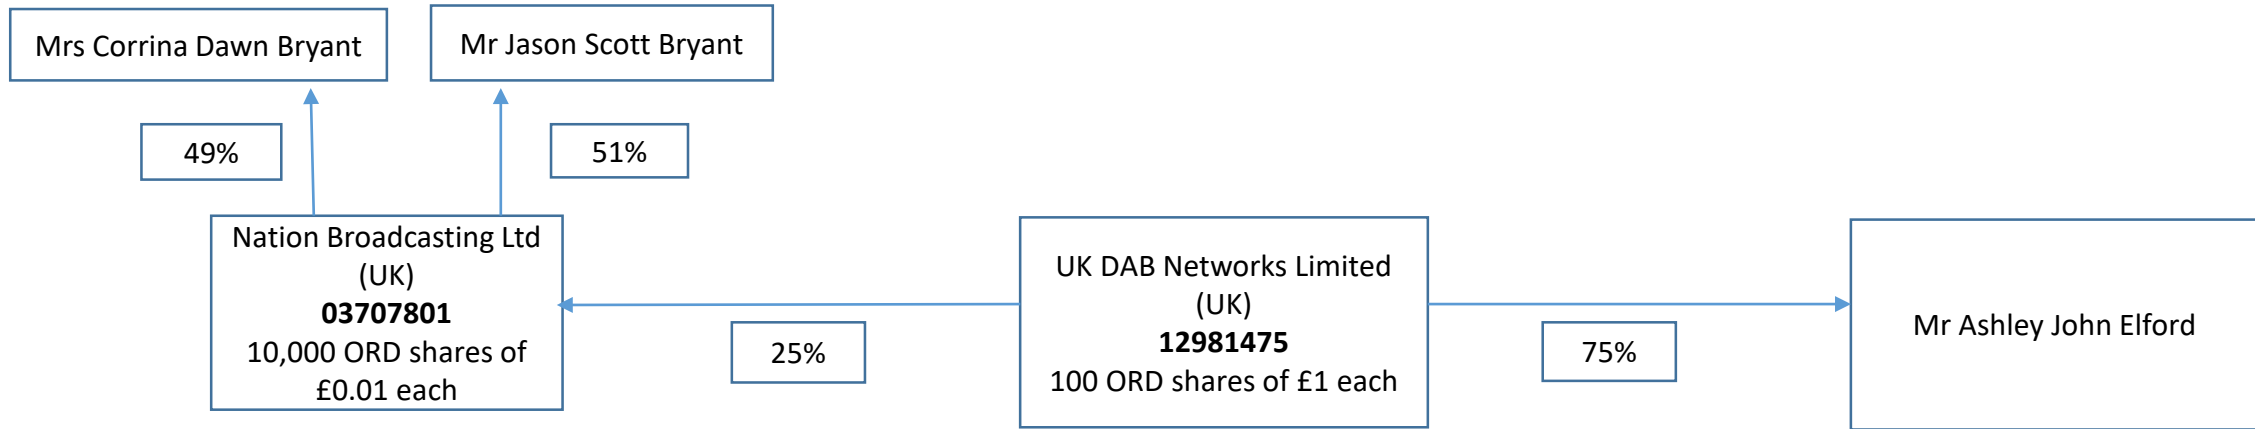 Mrs Corrina Dawn Bryant
Mr Jason Scott Bryant
49%
51%
Nation Broadcasting Ltd
(UK)
03707801
10,000 ORD shares of
£0.01 each
25%
UK DAB Networks Limited
(UK)
12981475
100 ORD shares of £1 each
75%
Mr Ashley John Elford